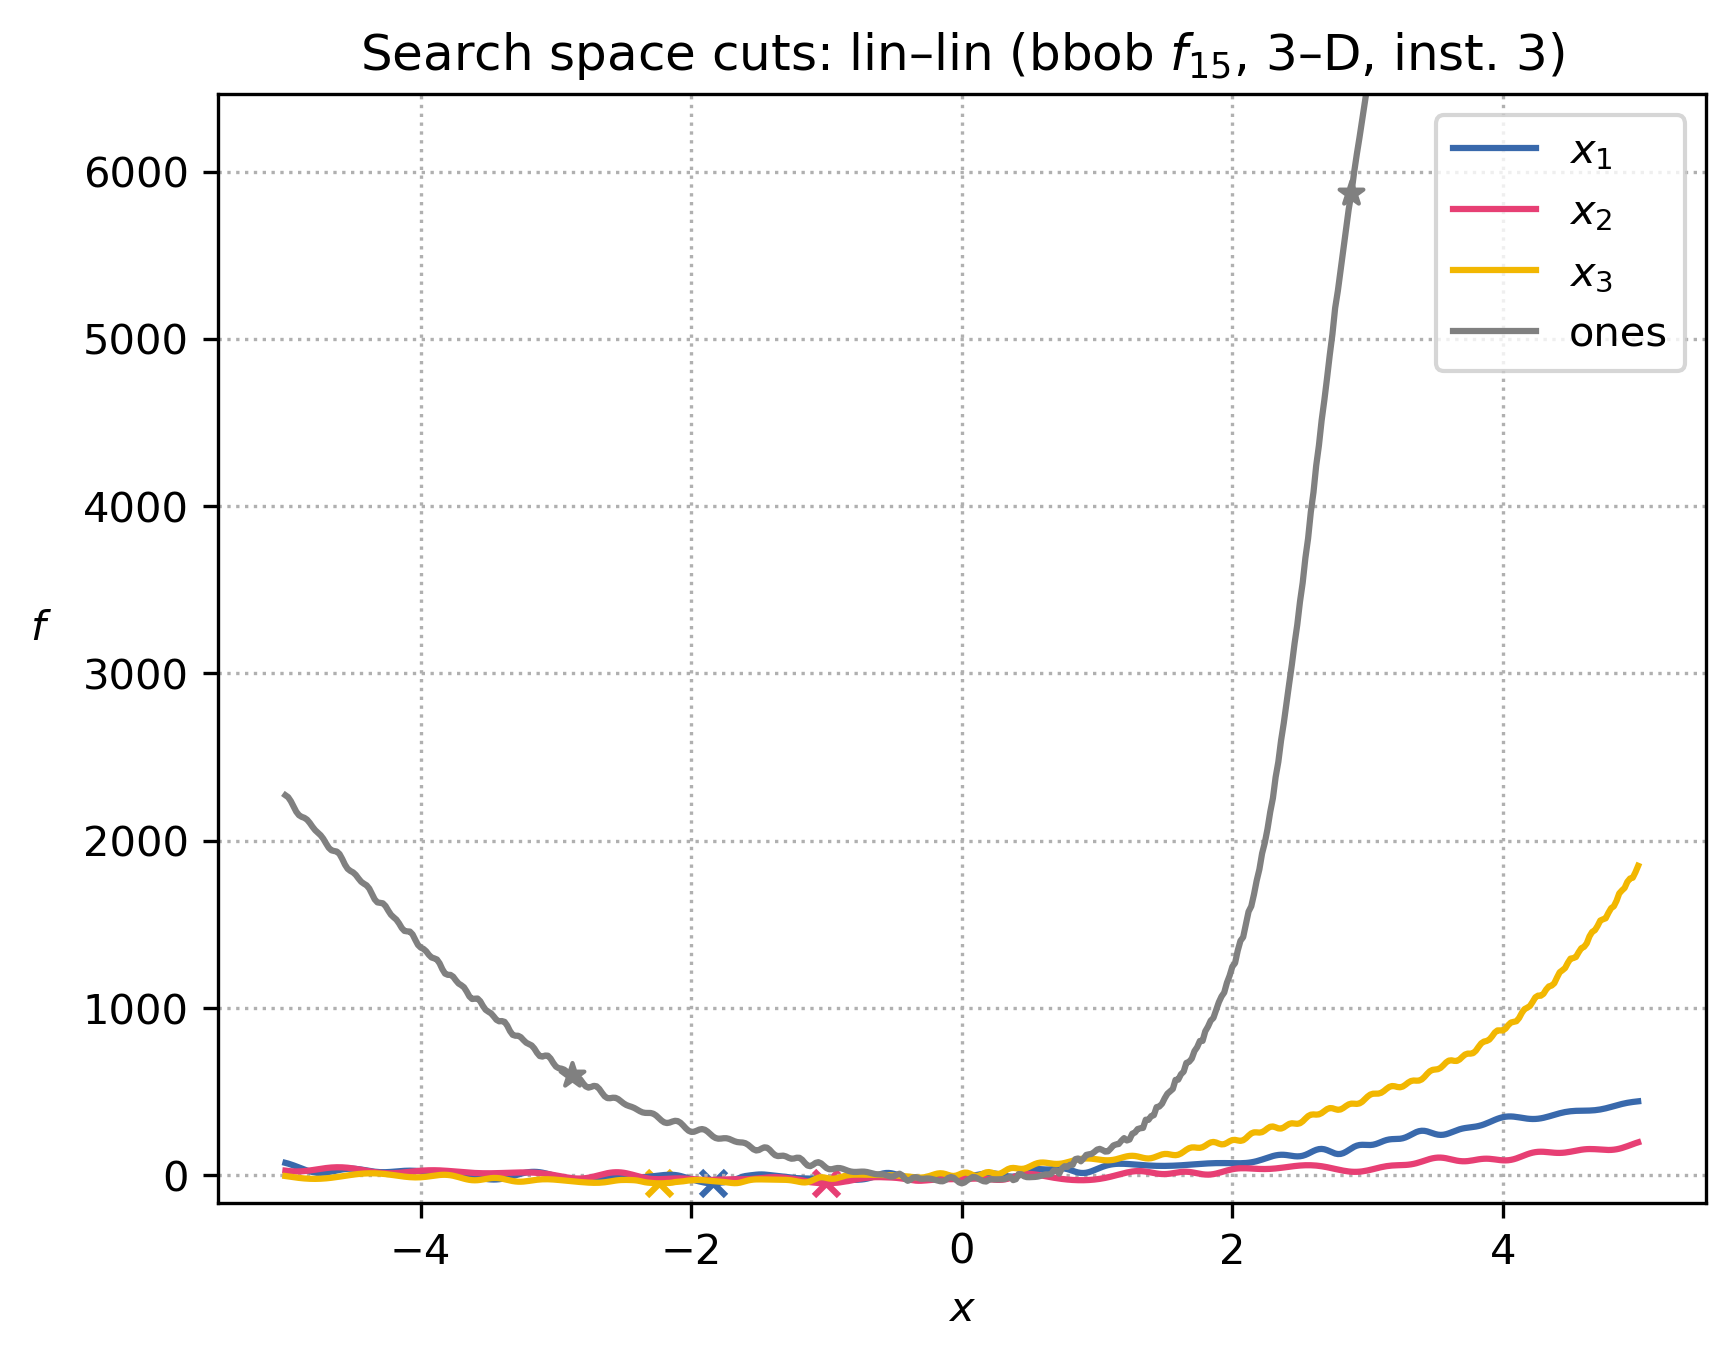 Search space cuts: lin–lin (bbob f₁₅, 3–D, inst. 3)
x₁
x₂
x₃
ones
6000
5000
4000
3000
2000
1000
0
f
−4 −2 0 2 4
x